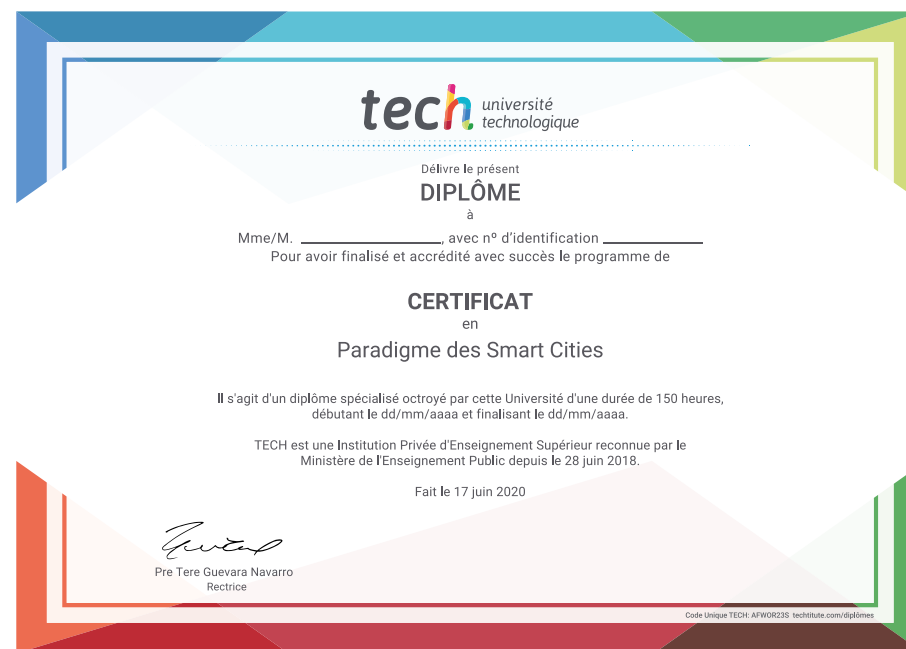 tech université
technologique
Délivre le présent
DIPLÔME
à
Mme/M. ____________________, avec nº d'identification ______________
Pour avoir finalisé et accrédité avec succès le programme de
CERTIFICAT
en
Paradigme des Smart Cities
Il s'agit d'un diplôme spécialisé octroyé par cette Université d'une durée de 150 heures,
débutant le dd/mm/aaaa et finalisant le dd/mm/aaaa.
TECH est une Institution Privée d'Enseignement Supérieur reconnue par le
Ministère de l'Enseignement Public depuis le 28 juin 2018.
Fait le 17 juin 2020
Pre Tere Guevara Navarro
Rectrice
Code Unique TECH: AFWOR23S techtitute.com/diplômes